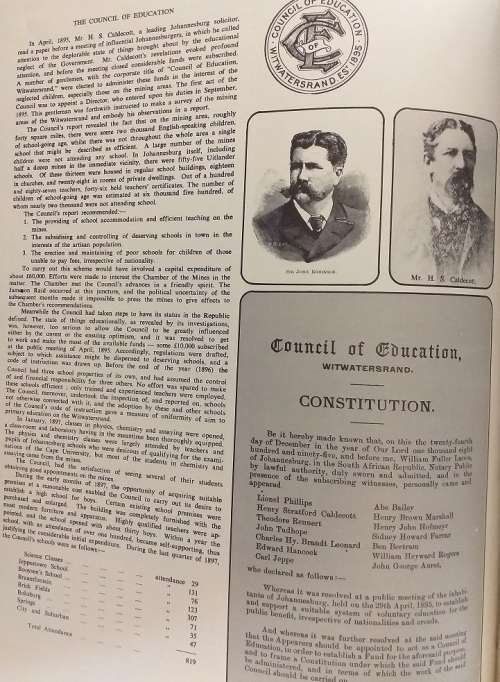 THE COUNCIL OF EDUCATION
In April, 1895, Mr. H. S. Caldecott, a leading Johannesburg solicitor,
read a paper before a meeting of influential Johannesburgers, in which he called
attention to the deplorable state of things brought about by the educational
neglect of the Government. Mr. Caldecott's revelations evoked profound
attention, and before the meeting closed considerable funds were subscribed.
A number of gentlemen, with the corporate title of "Council of Education,
Witwatersrand," were elected to administer these funds in the interest of the
neglected children, especially those on the mining areas. The first act of the
Council was to appoint a Director, who entered upon his duties in September,
1895. This gentleman was forthwith instructed to make a survey of the mining
areas of the Witwatersrand and embody his observations in a report.
The Council's report revealed the fact that on the mining area, roughly
forty square miles, there were some two thousand English-speaking children,
of school-going age, whilst there was not throughout the whole area a single
school that might be described as efficient. A large number of the mines
children were not attending any school. In Johannesburg itself, including
half a dozen mines in the immediate vicinity, there were fifty-five Uitlander
schools. Of these thirteen were housed in regular school buildings, eighteen
in churches, and twenty-eight in rooms of private dwellings. Out of a hundred
and eighty-seven teachers, forty-six held teachers' certificates. The number of
children of school-going age was estimated at six thousand five hundred, of
whom nearly two thousand were not attending school.
The Council's report recommended:—
1. The providing of school accommodation and efficient teaching on the
mines.
2. The subsidising and controlling of deserving schools in town in the
interests of the artisan population.
3. The erection and maintaining of poor schools for children of those
unable to pay fees, irrespective of nationality.
To carry out this scheme would have involved a capital expenditure of
about £60,000. Efforts were made to interest the Chamber of the Mines in the
matter. The Chamber met the Council's advances in a friendly spirit. The
Jameson Raid occurred at this juncture, and the political uncertainty of the
subsequent months made it impossible to press the mines to give effects to
the Chamber's recommendations.
Meanwhile the Council had taken steps to have its status in the Republic
defined. The state of things educationally, as revealed by its investigations,
was, however, too serious to allow the Council to be greatly influenced
either by the unrest or the existing optimism, and it was resolved to get
to work and make the most of the available funds — some £10,000 subscribed
at the public meeting of April, 1895. Accordingly, regulations were drafted,
subject to which assistance might be dispensed to deserving schools, and a
code of instruction was drawn up. Before the end of the year (1896) the
Council had three school properties of its own, and had assumed the control
of and financial responsibility for three others. No effort was spared to make
these schools efficient; only trained and experienced teachers were employed.
The Council, moreover, undertook the inspection of, and reported on, schools
not otherwise connected with it, and the adoption by these and other schools
of the Council's code of instruction gave a measure of uniformity of aim to
primary education on the Witwatersrand.
In January, 1897, classes in physics, chemistry and assaying were opened,
a class-room and laboratory having in the meantime been thoroughly equipped.
The physics and chemistry classes were largely attended by teachers and
pupils of Johannesburg schools who were desirous of qualifying for the exami-
nations of the Cape University, but most of the students in chemistry and
assaying came from the mines.
The Council, had the satisfaction of seeing several of their students
obtaining good appointments on the mines.
During the early months of 1897, the opportunity of acquiring suitable
premises at a reasonable cost enabled the Council to carry out its desire to
establish a high school for boys. Certain existing school premises were
purchased and enlarged. The building was completely furnished with the
most modern furniture and apparatus. Highly qualified teachers were ap-
pointed, and the school opened with about thirty boys. Within a year the
school, with an attendance of over one hundred, became self-supporting, thus
justifying the considerable initial expenditure. During the last quarter of 1897,
the Council's schools were as follows:—
Science Classes attendance 29
Jeppestown School " 131
Booysen's School " 76
Braamfontein " 123
Brick Fields " 107
Boksburg " 71
Springs " 35
City and Suburban " 47
Total Attendance 819
COUNCIL OF EDUCATION
WITWATERSRAND ESTD 1895
C E OF
SIR JOHN ROBINSON.
Mr. H. S. Caldecot.
Council of Education,
WITWATERSRAND.
CONSTITUTION.
Be it hereby made known that, on this the twenty-fourth
day of December in the year of Our Lord one thousand eight
hundred and ninety-five, and before me, William Fuller Lance,
of Johannesburg, in the South African Republic, Notary Public
by lawful authority, duly sworn and admitted, and in the
presence of the subscribing witnesses, personally came and
appeared
Lionel Phillips Abe Bailey
Henry Stratford Caldecott Henry Brown Marshall
Theodore Reunert Henry John Hofmeyr
John Tudhope Sidney Howard Farrar
Charles Hy. Brandt Leonard Ben Bertram
Edward Hancock William Heyward Rogers
Carl Jeppe John George Auret,
who declared as follows:—
Whereas it was resolved at a public meeting of the inhabi-
tants of Johannesburg, held on the 29th April, 1895, to establish
and support a suitable system of voluntary education for the
public benefit, irrespective of nationalities and creeds.
And whereas it was further resolved at the said meeting
that the Appearers should be appointed to act as a Council of
Education, in order to establish a Fund for the aforesaid purpose,
and to frame a Constitution under which the said Fund should
be administered, and in terms of which the work of the said
Council should be carried on